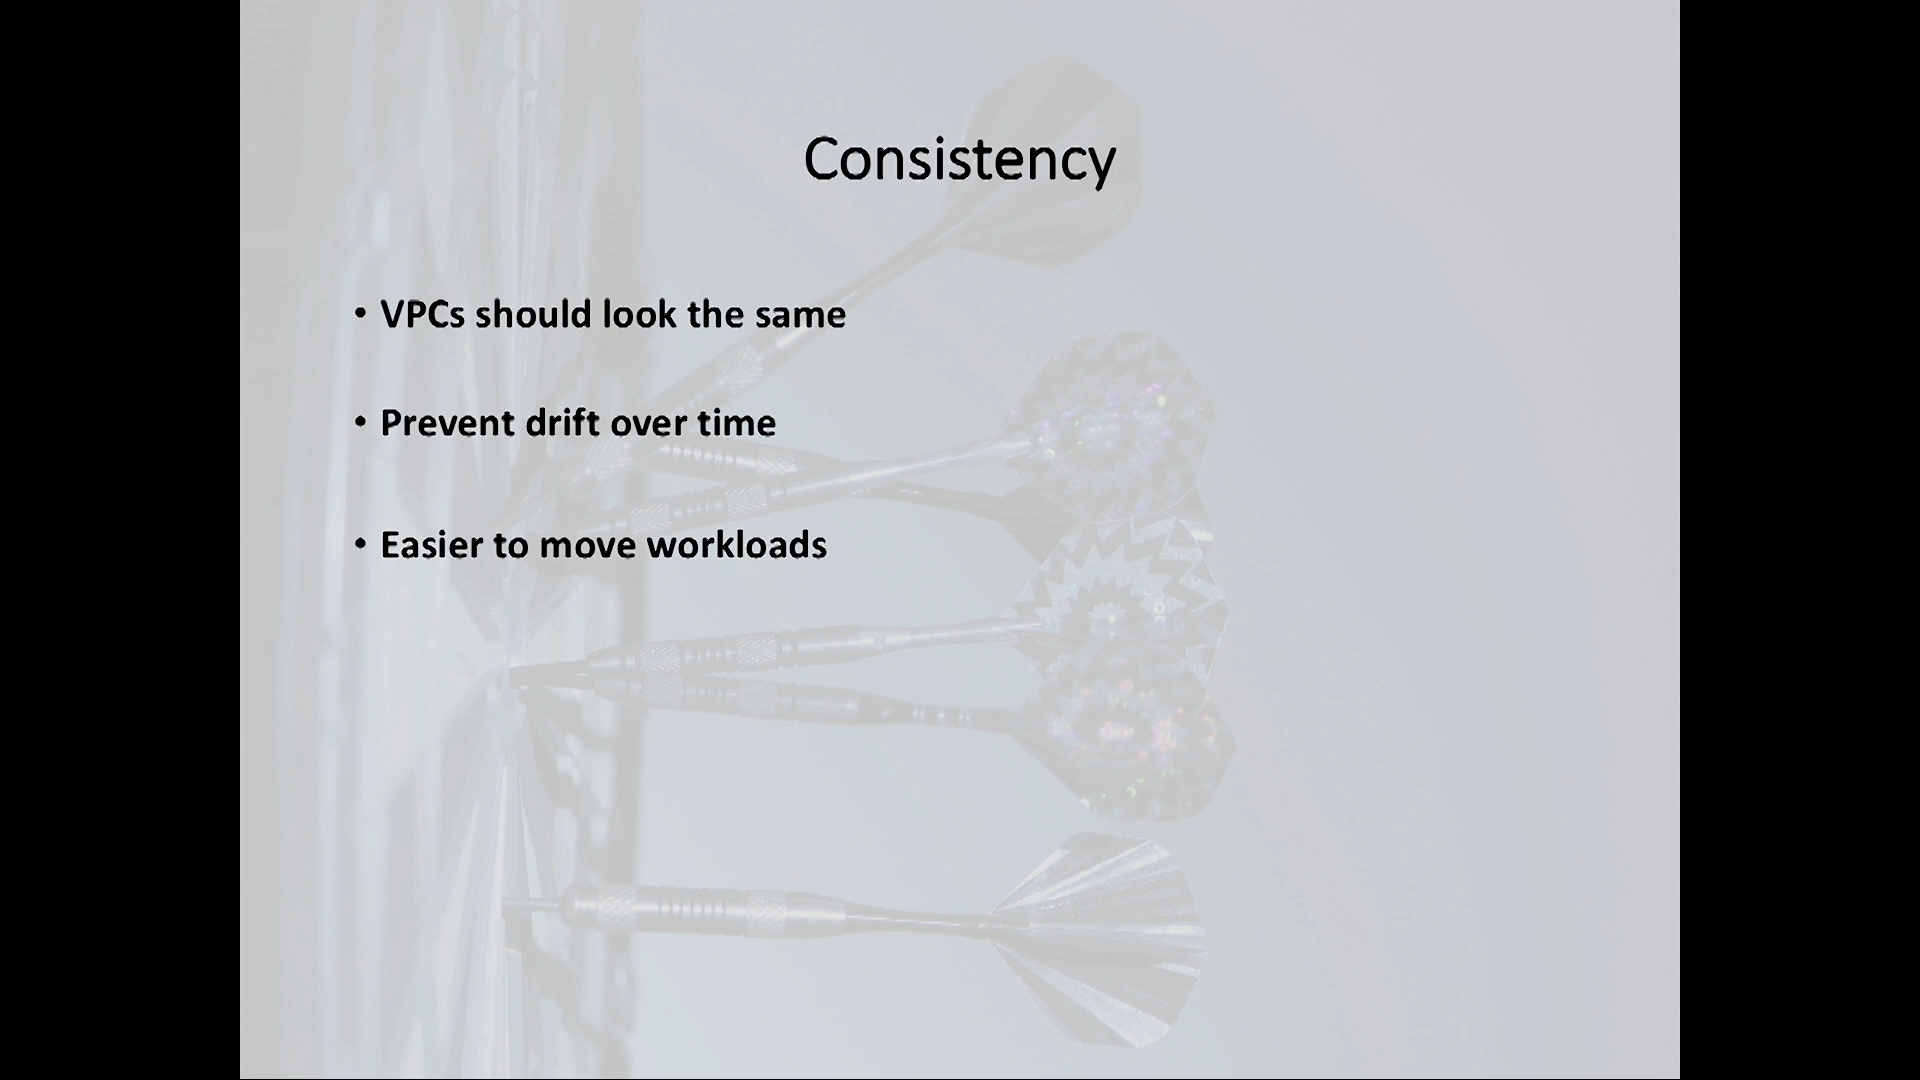 Consistency
• VPCs should look the same
• Prevent drift over time
• Easier to move workloads